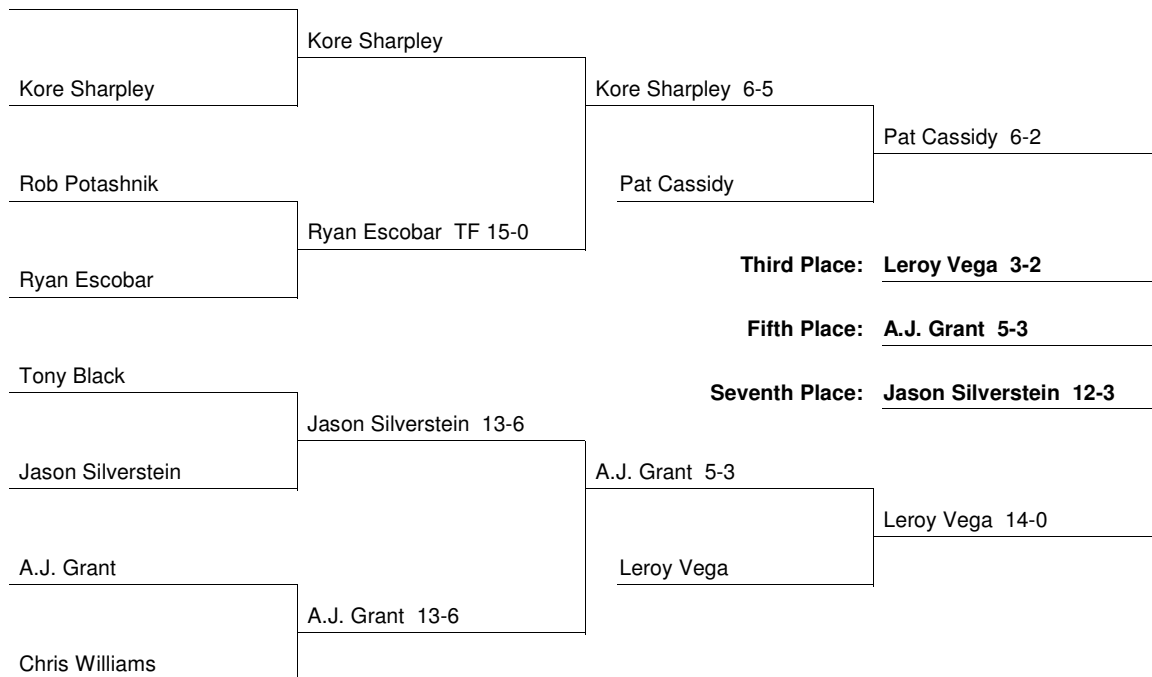 Kore Sharpley
Kore Sharpley
Kore Sharpley 6-5
Pat Cassidy 6-2
Rob Potashnik
Pat Cassidy
Ryan Escobar TF 15-0
Third Place: Leroy Vega 3-2
Ryan Escobar
Fifth Place: A.J. Grant 5-3
Tony Black
Seventh Place: Jason Silverstein 12-3
Jason Silverstein 13-6
Jason Silverstein
A.J. Grant 5-3
Leroy Vega 14-0
A.J. Grant
Leroy Vega
A.J. Grant 13-6
Chris Williams